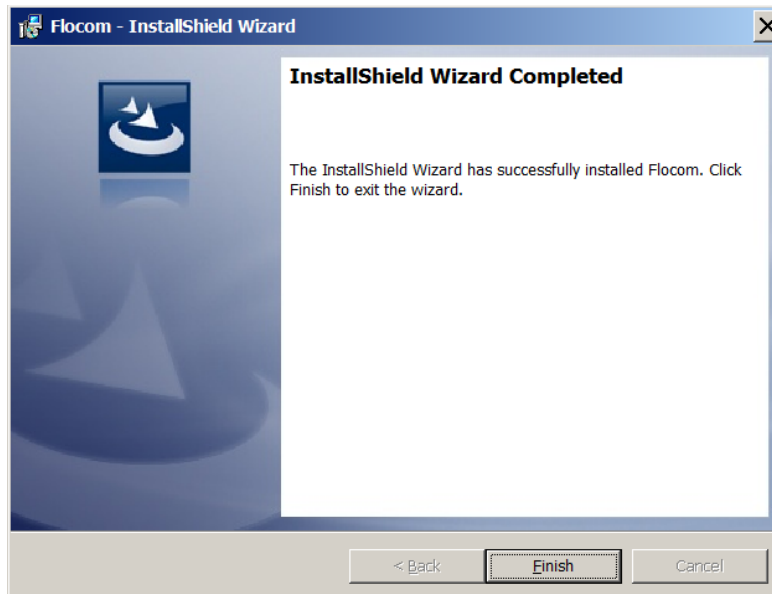 Flocom - InstallShield Wizard
InstallShield Wizard Completed
The InstallShield Wizard has successfully installed Flocom. Click
Finish to exit the wizard.
< Back
Finish
Cancel